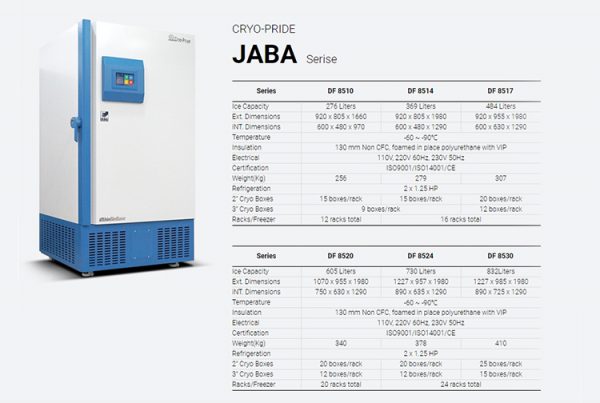 CRYO-PRIDE
JABA Serise
Series DF 8510 DF 8514 DF 8517
Ice Capacity 276 Liters 369 Liters 484 Liters
Ext. Dimensions 920 x 805 x 1660 920 x 805 x 1980 920 x 955 x 1980
INT. Dimensions 600 x 480 x 970 600 x 480 x 1290 600 x 630 x 1290
Temperature -60 ~ -90℃
Insulation 130 mm Non CFC, foamed in place polyurethane with VIP
Electrical 110V, 220V 60Hz, 230V 50Hz
Certification ISO9001/ISO14001/CE
Weight(Kg) 256 279 307
Refrigeration 2 x 1.25 HP
2" Cryo Boxes 15 boxes/rack 15 boxes/rack 20 boxes/rack
3" Cryo Boxes 9 boxes/rack 12 boxes/rack
Racks/Freezer 12 racks total 16 racks total
Series DF 8520 DF 8524 DF 8530
Ice Capacity 605 Liters 730 Liters 832Liters
Ext. Dimensions 1070 x 955 x 1980 1227 x 957 x 1980 1227 x 985 x 1980
INT. Dimensions 750 x 630 x 1290 890 x 635 x 1290 890 x 725 x 1290
Temperature -60 ~ -90℃
Insulation 130 mm Non CFC, foamed in place polyurethane with VIP
Electrical 110V, 220V 60Hz, 230V 50Hz
Certification ISO9001/ISO14001/CE
Weight(Kg) 340 378 410
Refrigeration 2 x 1.25 HP
2" Cryo Boxes 20 boxes/rack 20 boxes/rack 25 boxes/rack
3" Cryo Boxes 12 boxes/rack 12 boxes/rack 15 boxes/rack
Racks/Freezer 20 racks total 24 racks total